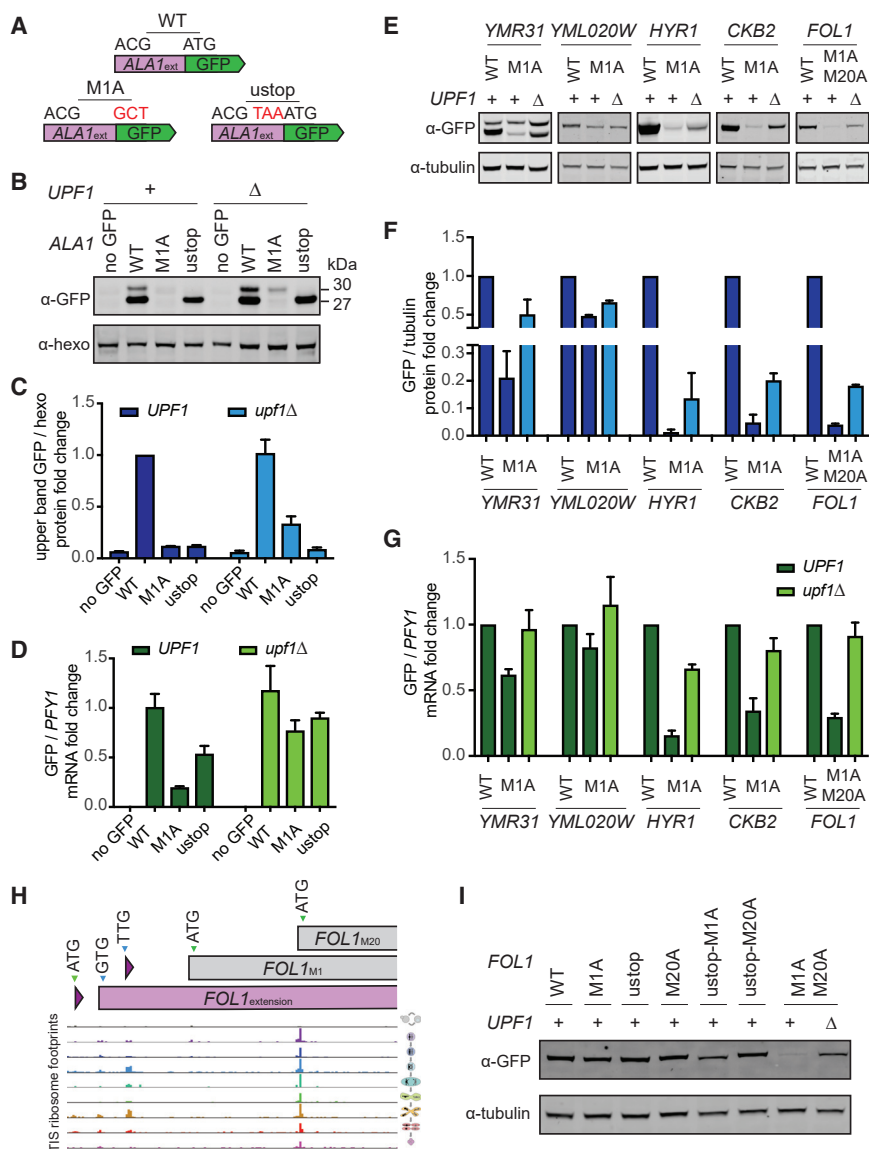 A
WT
ACG ATG
ALA1ext GFP
M1A ustop
ACG GCT ACG TAAATG
ALA1ext GFP ALA1ext GFP
B
UPF1 + Δ
ALA1 no GFP WT M1A ustop no GFP WT M1A ustop kDa
α-GFP 30
27
α-hexo
C
UPF1 upf1Δ
upper band GFP / hexo
protein fold change
1.0
0.5
0.0
no GFP WT M1A ustop no GFP WT M1A ustop
D
UPF1 upf1Δ
GFP / PFY1
mRNA fold change
1.5
1.0
0.5
0.0
no GFP WT M1A ustop no GFP WT M1A ustop
E
YMR31 YML020W HYR1 CKB2 FOL1
WT M1A WT M1A WT M1A WT M1A WT M1A M20A
UPF1 + + Δ + + Δ + + Δ + + Δ + + Δ
α-GFP
α-tubulin
F
GFP / tubulin
protein fold change
1.0
0.5
0.3
0.2
0.1
0.0
WT M1A WT M1A WT M1A WT M1A WT M1A M20A
YMR31 YML020W HYR1 CKB2 FOL1
G
UPF1
upf1Δ
GFP / PFY1
mRNA fold change
1.5
1.0
0.5
0.0
WT M1A WT M1A WT M1A WT M1A WT M1A M20A
YMR31 YML020W HYR1 CKB2 FOL1
H
ATG GTG TTG ATG ATG
FOL1M20
FOL1M1
FOL1extension
TIS ribosome footprints
I
FOL1 WT M1A ustop M20A ustop-M1A ustop-M20A M1A M20A
UPF1 + + + + + + + Δ
α-GFP
α-tubulin